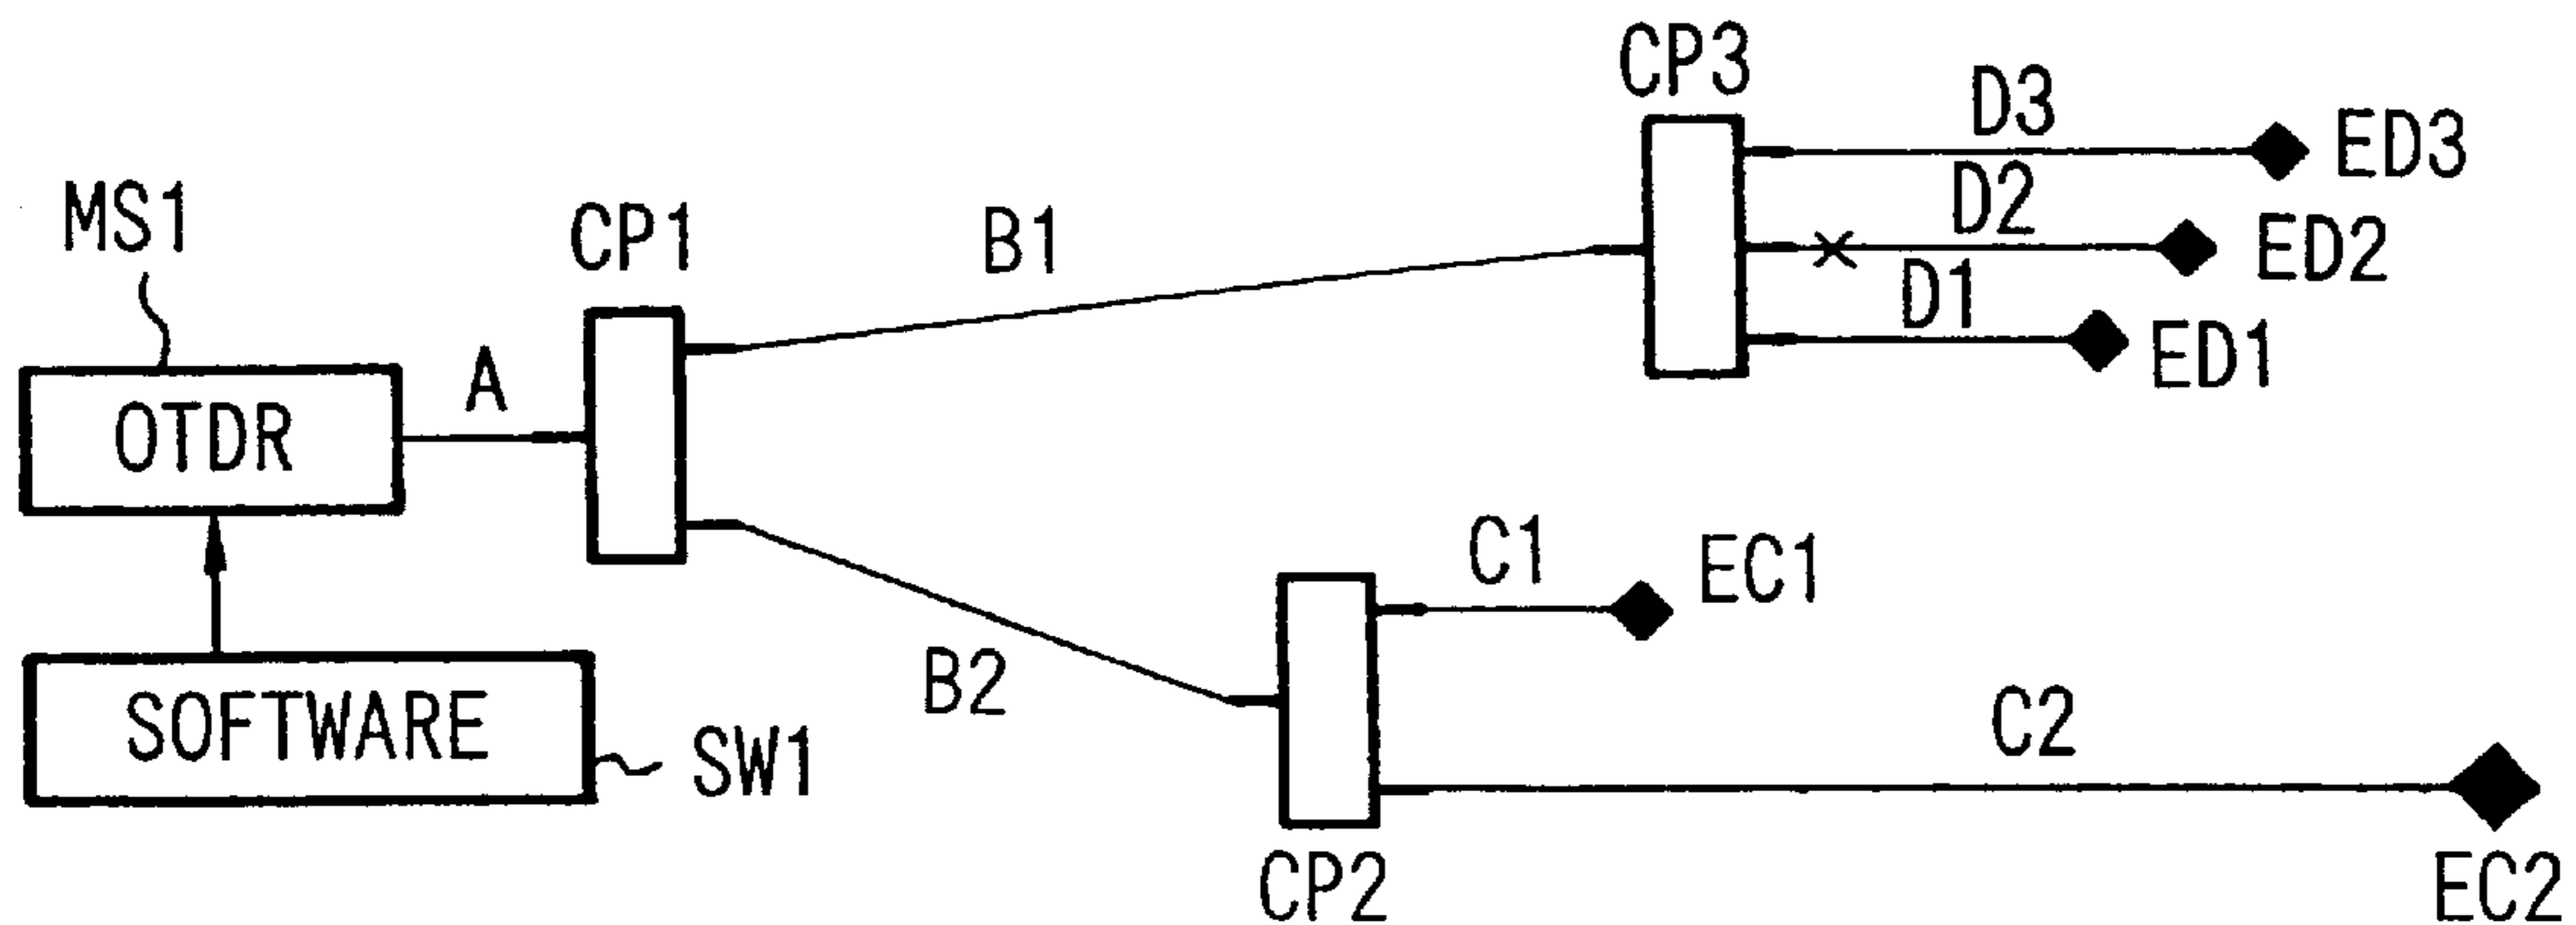 CP3
D3
ED3
MS1
CP1
B1
D2
ED2
D1
ED1
A
OTDR
C1
EC1
B2
SOFTWARE
SW1
C2
CP2
EC2